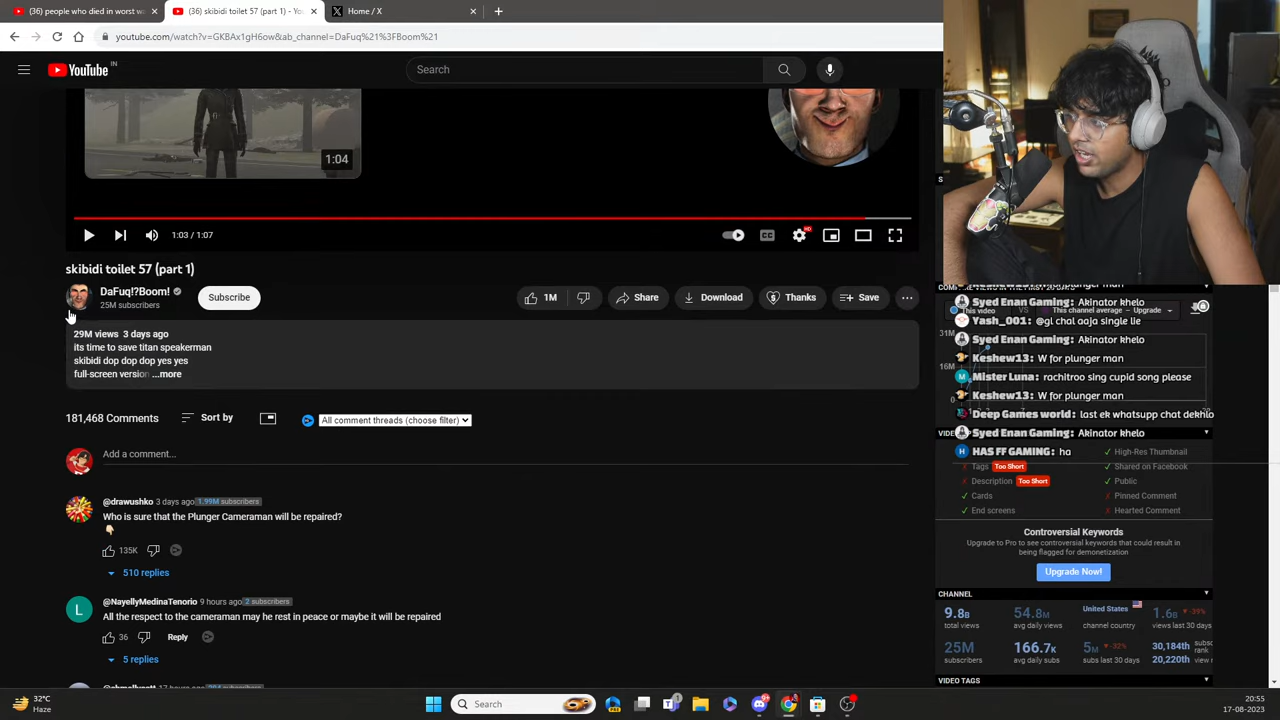 (36) people who died in worst wa
(36) skibidi toilet 57 (part 1) - You
Home / X
youtube.com/watch?v=GKBAx1gH6ow&ab_channel=DaFuq%21%3FBoom%21
YouTube IN
Search
1:04
1:03 / 1:07
skibidi toilet 57 (part 1)
DaFuq!?Boom!
25M subscribers
Subscribe
1M
Share
Download
Thanks
Save
29M views 3 days ago
its time to save titan speakerman
skibidi dop dop dop yes yes
full-screen version ...more
181,468 Comments
Sort by
All comment threads (choose filter)
Add a comment...
@drawushko 3 days ago 1.99M subscribers
Who is sure that the Plunger Cameraman will be repaired?
135K
510 replies
@NayellyMedinaTenorio 9 hours ago 2 subscribers
All the respect to the cameraman may he rest in peace or maybe it will be repaired
36
Reply
5 replies
Syed Enan Gaming: Akinator khelo
This video VS This channel average - Upgrade
31M
Yash_001: @gl chal aaja single lie
Syed Enan Gaming: Akinator khelo
Keshew13: W for plunger man
16M
Mister Luna: rachitroo sing cupid song please
Keshew13: W for plunger man
Deep Games world: last ek whatsupp chat dekhlo
Syed Enan Gaming: Akinator khelo
HAS FF GAMING: ha
High-Res Thumbnail
Tags Too Short
Shared on Facebook
Description Too Short
Public
Cards
Pinned Comment
End screens
Hearted Comment
Controversial Keywords
Upgrade to Pro to see controversial keywords that could result in
being flagged for demonetization
Upgrade Now!
CHANNEL
9.8B
total views
54.8M
avg daily views
United States
channel country
1.6B -39%
views last 30 days
25M
subscribers
166.7K
avg daily subs
5M -32%
subs last 30 days
30,184th
20,220th
VIDEO TAGS
32°C
Haze
Search
20:55
17-08-2023